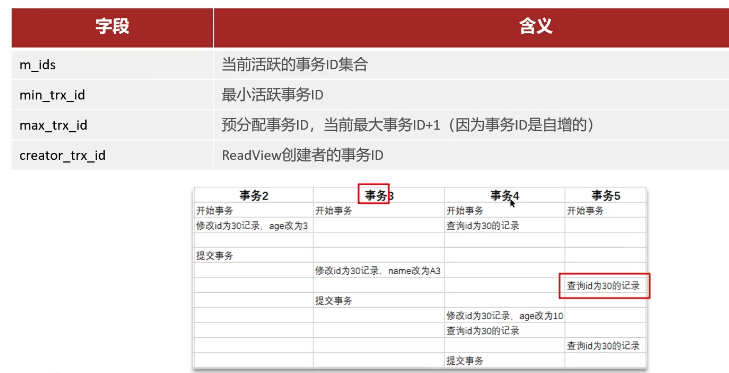 字段 含义
m_ids 当前活跃的事务ID集合
min_trx_id 最小活跃事务ID
max_trx_id 预分配事务ID，当前最大事务ID+1（因为事务ID是自增的）
creator_trx_id ReadView创建者的事务ID
事务2 事务3 事务4 事务5
开始事务 开始事务 开始事务 开始事务
修改id为30记录、age改为3 查询id为30的记录
提交事务
修改id为30记录、name改为A3
查询id为30的记录
提交事务
修改id为30记录、age改为10
查询id为30的记录
查询id为30的记录
提交事务